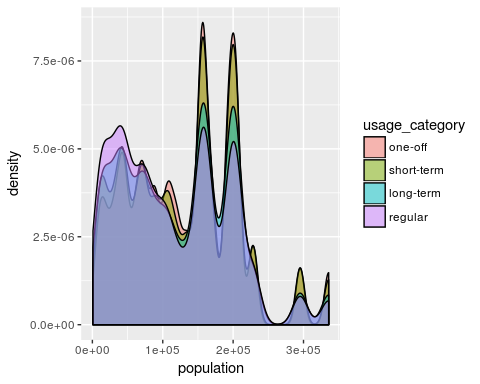 7.5e-06
5.0e-06
2.5e-06
0.0e+00
density
0e+00 1e+05 2e+05 3e+05
population
usage_category
one-off
short-term
long-term
regular